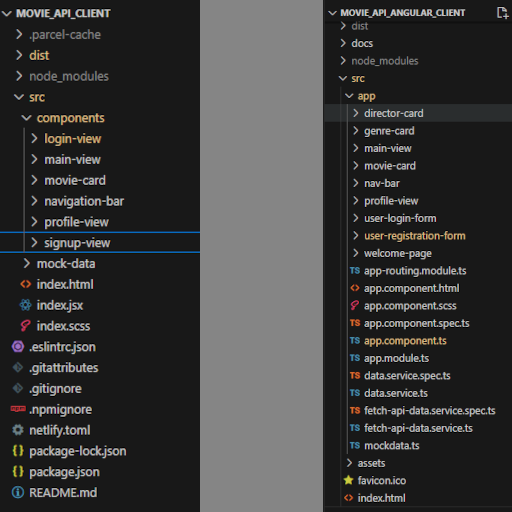 MOVIE_API_CLIENT
.parcel-cache
dist
node_modules
src
components
login-view
main-view
movie-card
navigation-bar
profile-view
signup-view
mock-data
index.html
index.jsx
index.scss
.eslintrc.json
.gitattributes
.gitignore
.npmignore
netlify.toml
package-lock.json
package.json
README.md
MOVIE_API_ANGULAR_CLIENT
dist
docs
node_modules
src
app
director-card
genre-card
main-view
movie-card
nav-bar
profile-view
user-login-form
user-registration-form
welcome-page
TS app-routing.module.ts
app.component.html
app.component.scss
TS app.component.spec.ts
TS app.component.ts
TS app.module.ts
TS data.service.spec.ts
TS data.service.ts
TS fetch-api-data.service.spec.ts
TS fetch-api-data.service.ts
TS mockdata.ts
assets
favicon.ico
index.html